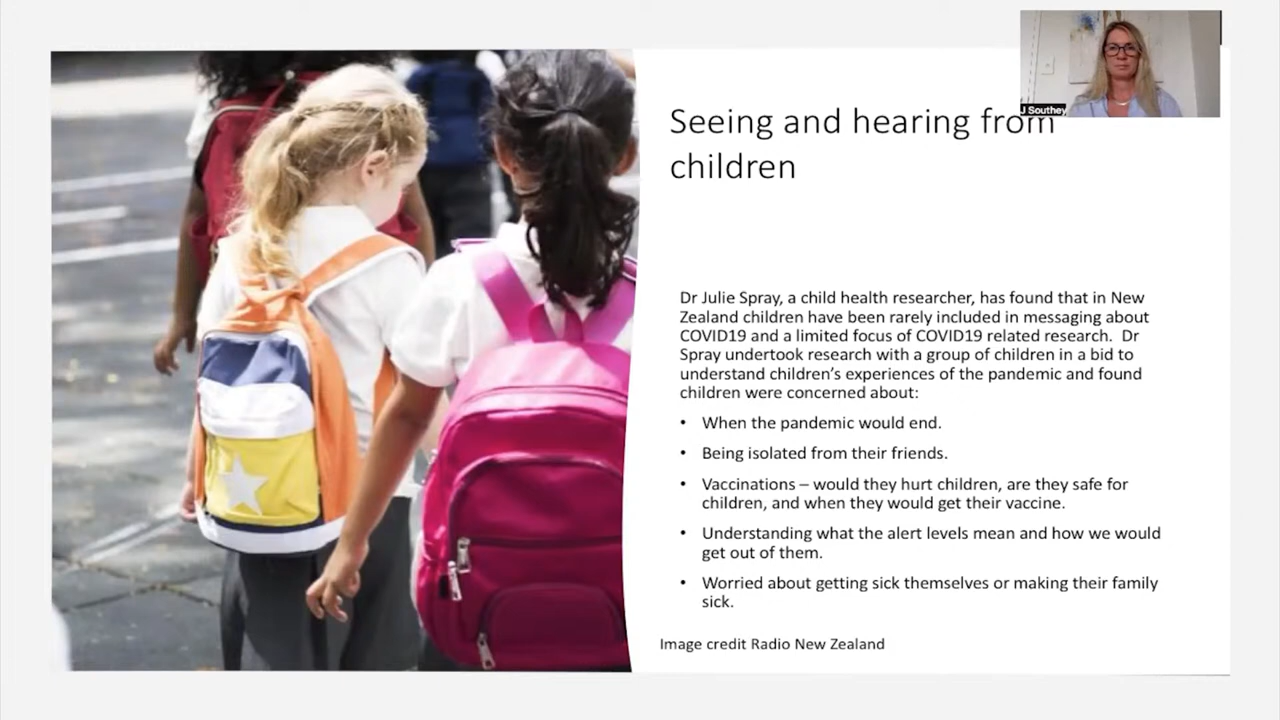 J Southey
Seeing and hearing from
children
Dr Julie Spray, a child health researcher, has found that in New
Zealand children have been rarely included in messaging about
COVID19 and a limited focus of COVID19 related research.  Dr
Spray undertook research with a group of children in a bid to
understand children’s experiences of the pandemic and found
children were concerned about:
• When the pandemic would end.
• Being isolated from their friends.
• Vaccinations – would they hurt children, are they safe for
children, and when they would get their vaccine.
• Understanding what the alert levels mean and how we would
get out of them.
• Worried about getting sick themselves or making their family
sick.
Image credit Radio New Zealand